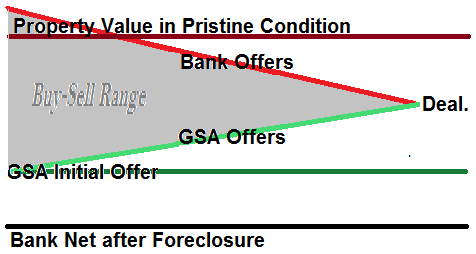 Property Value in Pristine Condition
Bank Offers
Buy-Sell Range
Deal.
GSA Offers
GSA Initial Offer
Bank Net after Foreclosure